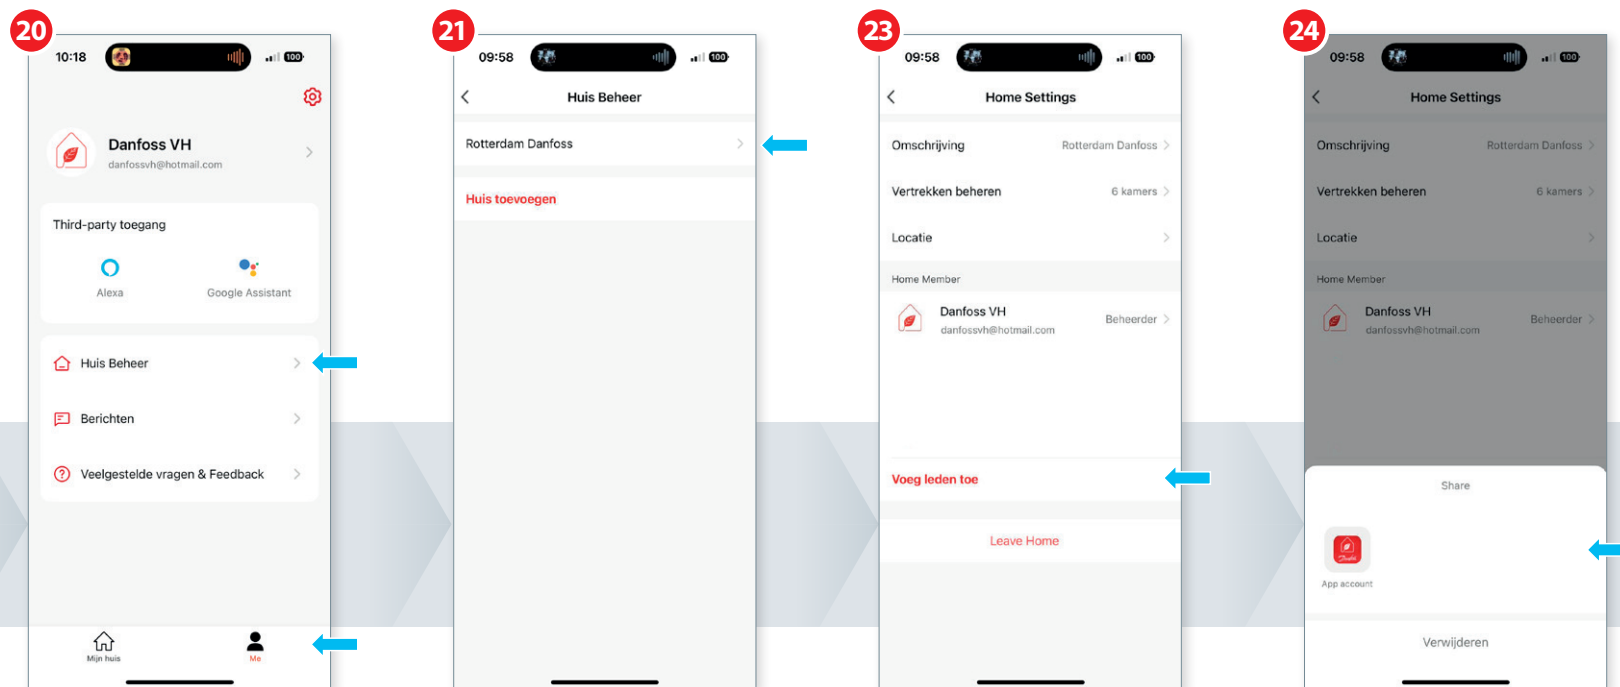 20
10:18
100
Danfoss VH
danfossvh@hotmail.com
Third-party toegang
Alexa
Google Assistant
Huis Beheer
Berichten
Veelgestelde vragen & Feedback
Mijn huis
Me
21
09:58
100
Huis Beheer
Rotterdam Danfoss
Huis toevoegen
23
09:58
100
Home Settings
Omschrijving Rotterdam Danfoss
Vertrekken beheren 6 kamers
Locatie
Home Member
Danfoss VH
danfossvh@hotmail.com
Beheerder
Voeg leden toe
Leave Home
24
09:58
100
Home Settings
Omschrijving Rotterdam Danfoss
Vertrekken beheren 6 kamers
Locatie
Home Member
Danfoss VH
danfossvh@hotmail.com
Beheerder
Share
Danfoss
App account
Verwijderen